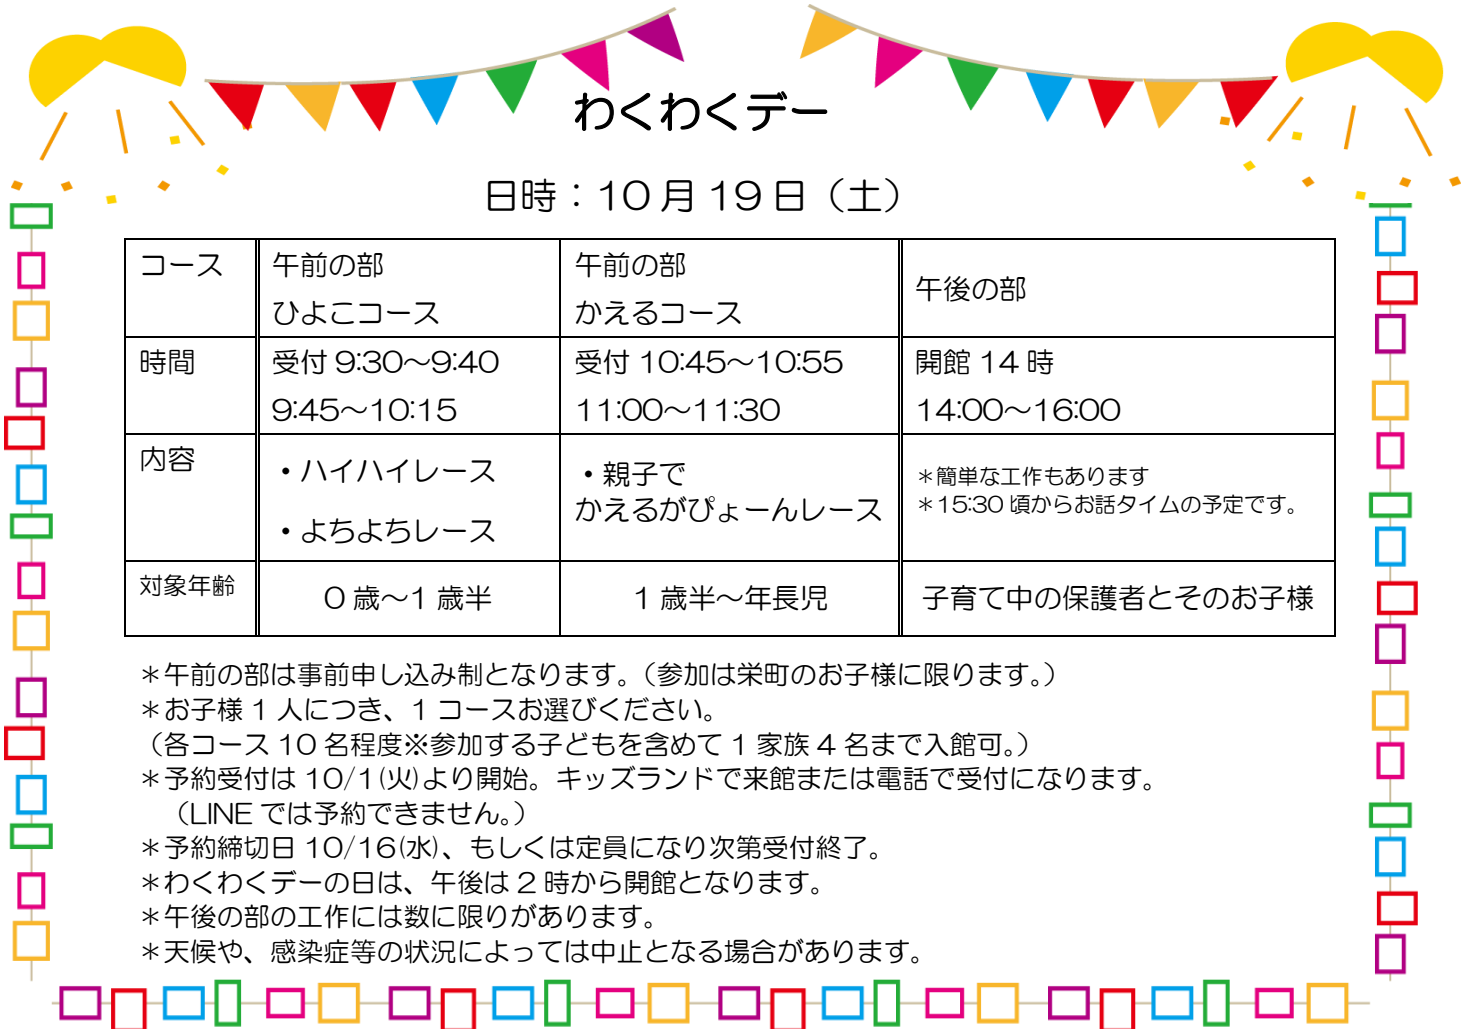 わくわくデー
日時：10月19日（土）
コース
午前の部
ひよこコース
午前の部
かえるコース
午後の部
時間
受付 9:30～9:40
9:45～10:15
受付 10:45～10:55
11:00～11:30
開館 14 時
14:00～16:00
内容
・ハイハイレース
・よちよちレース
・親子で
かえるがぴょーんレース
＊簡単な工作もあります
＊15:30 頃からお話タイムの予定です。
対象年齢
0 歳～1 歳半
1 歳半～年長児
子育て中の保護者とそのお子様
＊午前の部は事前申し込み制となります。（参加は栄町のお子様に限ります。）
＊お子様 1 人につき、1 コースお選びください。
（各コース 10 名程度※参加する子どもを含めて 1 家族 4 名まで入館可。）
＊予約受付は 10/1(火)より開始。キッズランドで来館または電話で受付になります。
（LINE では予約できません。）
＊予約締切日 10/16(水)、もしくは定員になり次第受付終了。
＊わくわくデーの日は、午後は 2 時から開館となります。
＊午後の部の工作には数に限りがあります。
＊天候や、感染症等の状況によっては中止となる場合があります。